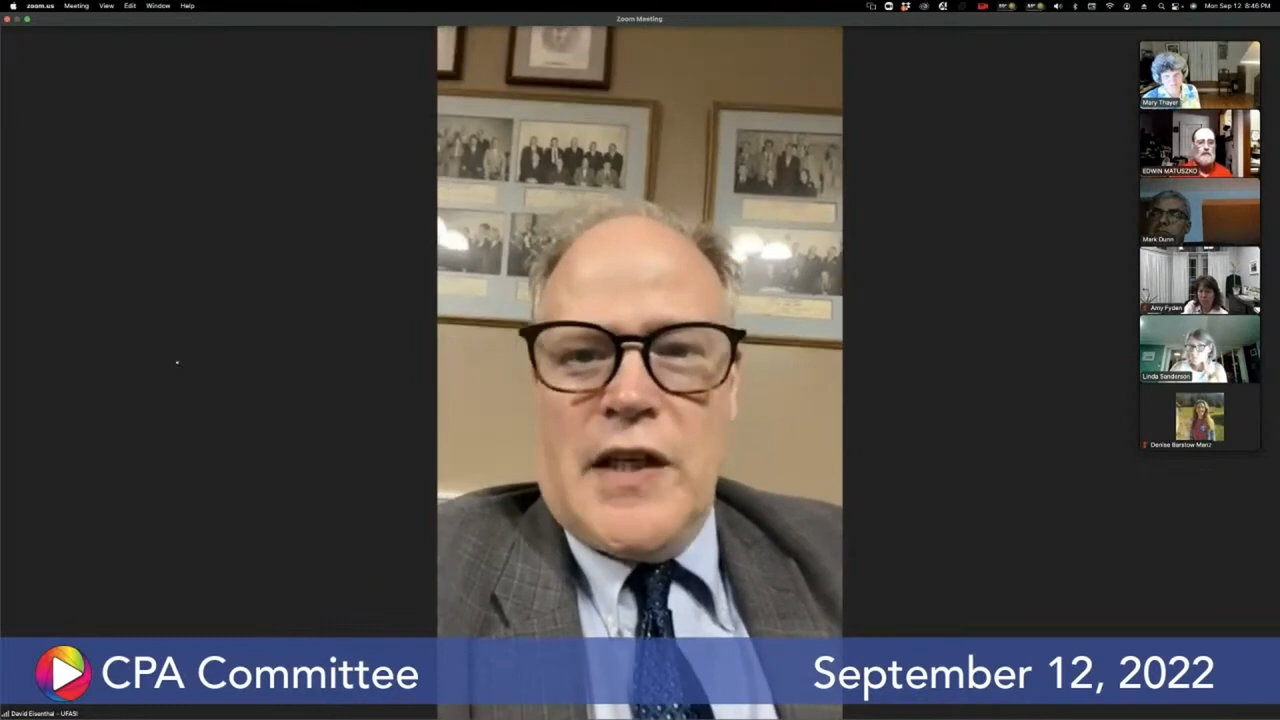 zoom.us Meeting View Edit Window Help
Mon Sep 12 8:46 PM
Zoom Meeting
Mary Thayer
EDWIN MATUSZKO
Mark Dunn
Amy Fyden
Linda Sanderson
Denise Barstow Manz
CPA Committee
September 12, 2022
David Eisenthal - UFASI